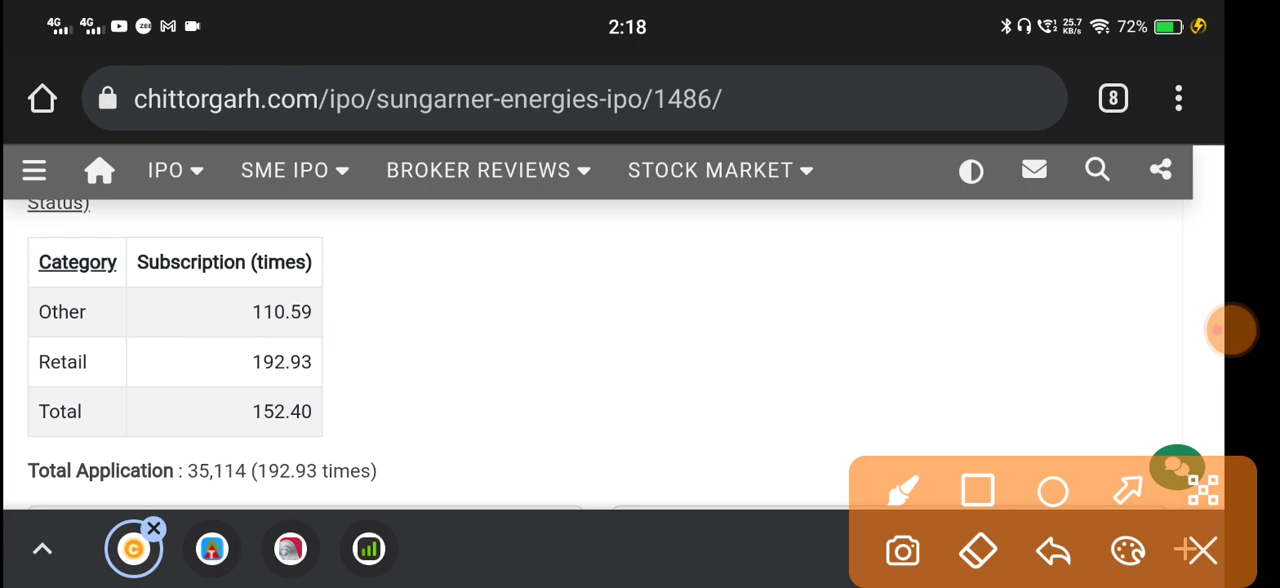 4G 4G ZEE 2:18 25.7 KB/s 72%
chittorgarh.com/ipo/sungarner-energies-ipo/1486/ 8
IPO SME IPO BROKER REVIEWS STOCK MARKET
Status)
Category Subscription (times)
Other 110.59
Retail 192.93
Total 152.40
Total Application : 35,114 (192.93 times)